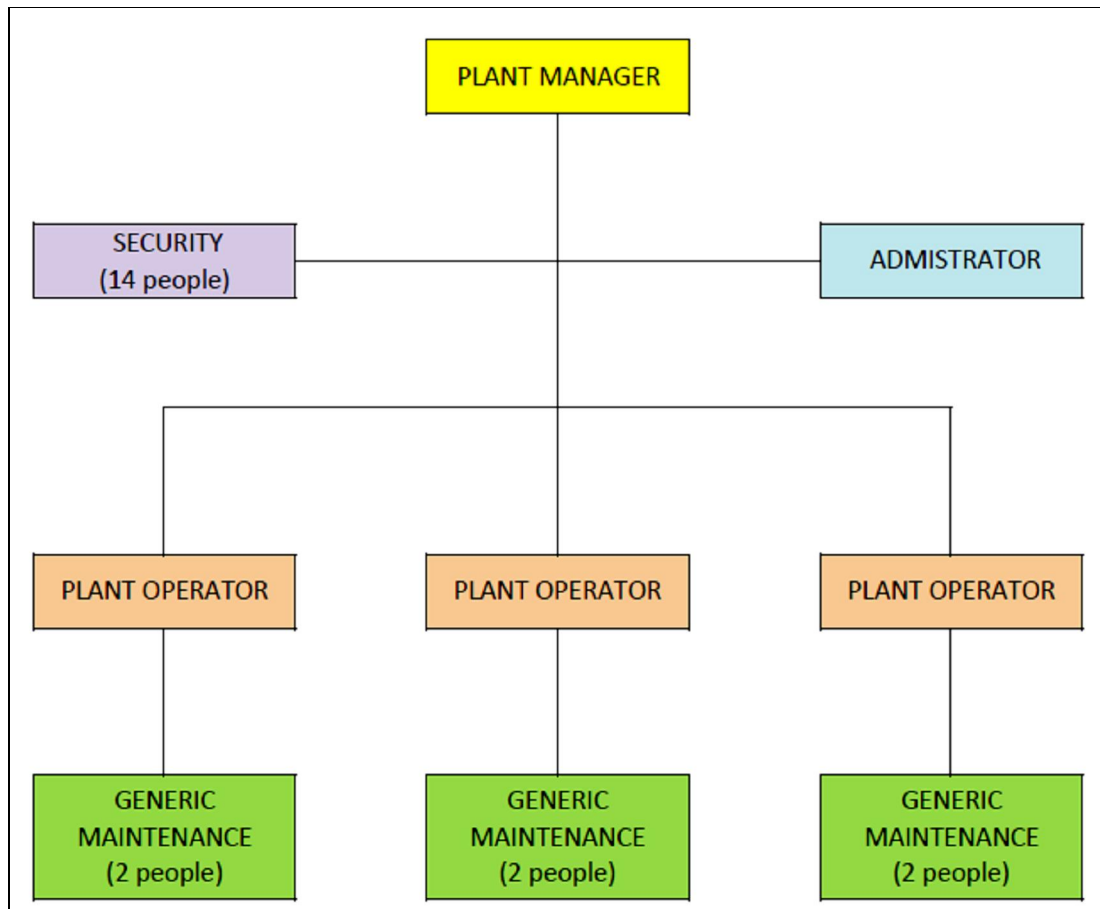 PLANT MANAGER
SECURITY
(14 people)
ADMISTRATOR
PLANT OPERATOR
PLANT OPERATOR
PLANT OPERATOR
GENERIC
MAINTENANCE
(2 people)
GENERIC
MAINTENANCE
(2 people)
GENERIC
MAINTENANCE
(2 people)